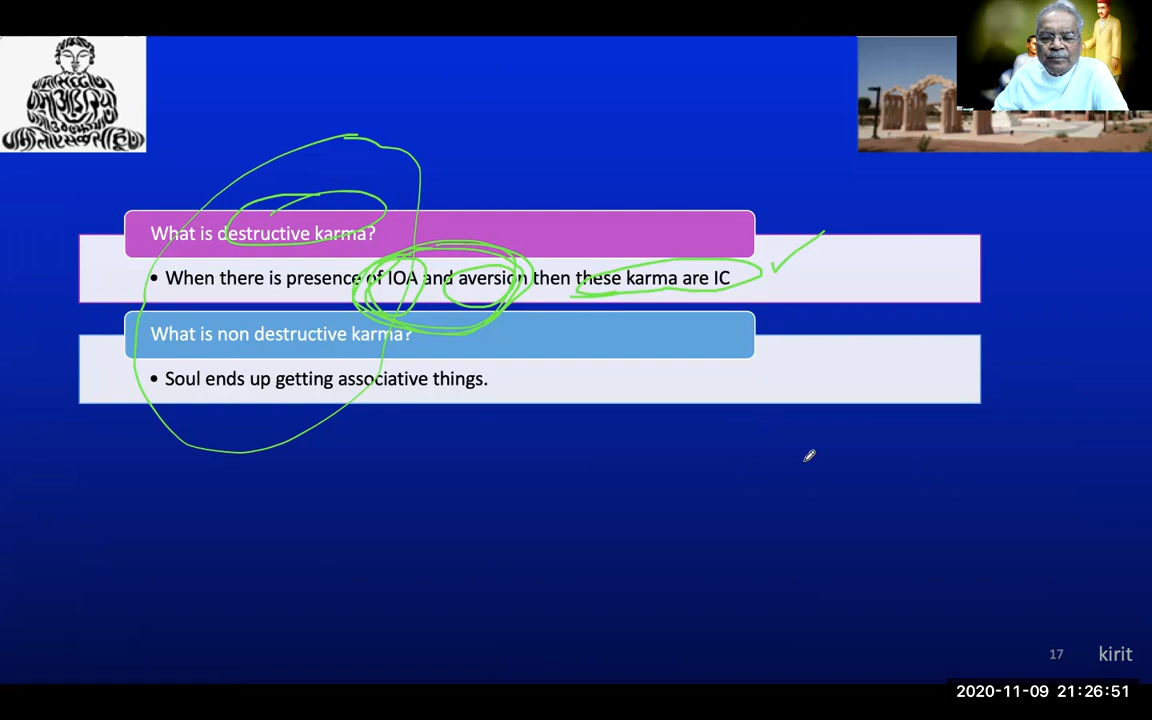 What is destructive karma?
• When there is presence of IOA and aversion then these karma are IC
What is non destructive karma?
• Soul ends up getting associative things.
17 kirit
2020-11-09 21:26:51